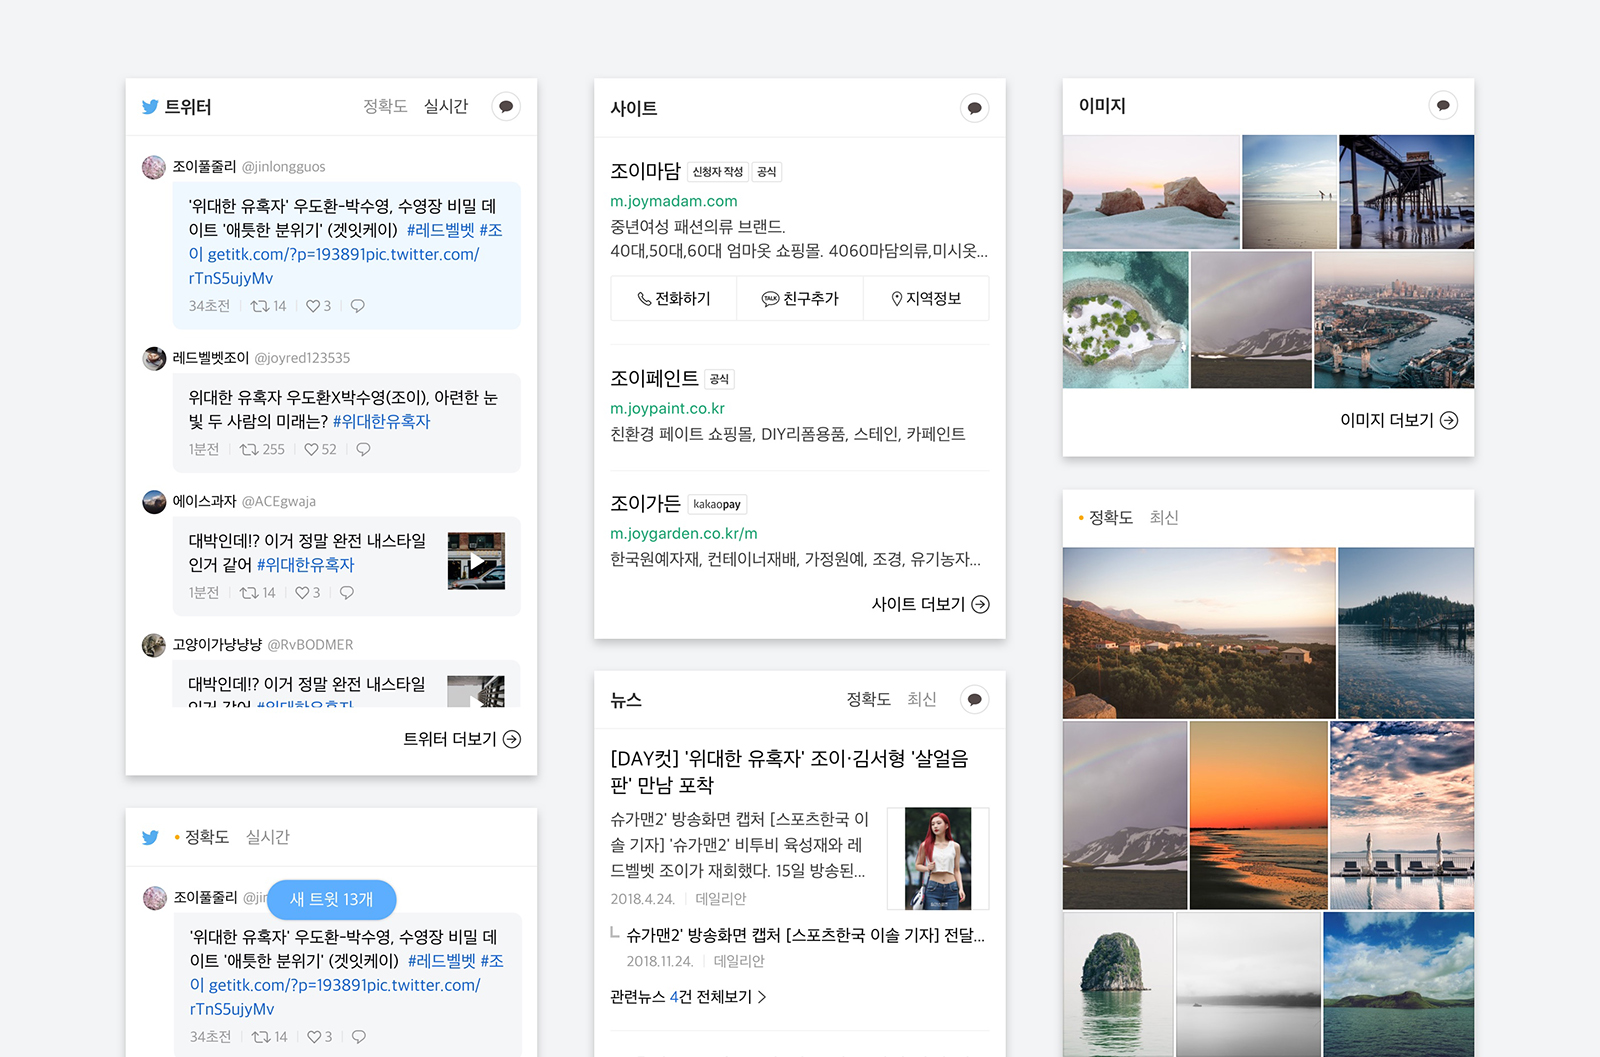 트위터
정확도 실시간
조이풀줄리 @jinlongguos
'위대한 유혹자' 우도환-박수영, 수영장 비밀 데
이트 '애틋한 분위기' (겟잇케이) #레드벨벳 #조
이 getitk.com/?p=193891pic.twitter.com/
rTnS5ujyMv
34초전 14 3
레드벨벳조이 @joyred123535
위대한 유혹자 우도환X박수영(조이), 아련한 눈
빛 두 사람의 미래는? #위대한유혹자
1분전 255 52
에이스과자 @ACEgwaja
대박인데!? 이거 정말 완전 내스타일
인거 같어 #위대한유혹자
1분전 14 3
고양이가냥냥냥 @RvBODMER
대박인데!? 이거 정말 완전 내스타일
인거 같어 #위대한유혹자
트위터 더보기
정확도 실시간
조이풀줄리 @jin
새 트윗 13개
'위대한 유혹자' 우도환-박수영, 수영장 비밀 데
이트 '애틋한 분위기' (겟잇케이) #레드벨벳 #조
이 getitk.com/?p=193891pic.twitter.com/
rTnS5ujyMv
34초전 14 3
사이트
조이마담 신청자 작성 공식
m.joymadam.com
중년여성 패션의류 브랜드.
40대,50대,60대 엄마옷 쇼핑몰. 4060마담의류,미시옷...
전화하기 TALK 친구추가 지역정보
조이페인트 공식
m.joypaint.co.kr
친환경 페이트 쇼핑몰, DIY리폼용품, 스테인, 카페인트
조이가든 kakaopay
m.joygarden.co.kr/m
한국원예자재, 컨테이너재배, 가정원예, 조경, 유기농자...
사이트 더보기
뉴스
정확도 최신
[DAY컷] '위대한 유혹자' 조이·김서형 '살얼음
판' 만남 포착
슈가맨2' 방송화면 캡처 [스포츠한국 이
솔 기자] '슈가맨2' 비투비 육성재와 레
드벨벳 조이가 재회했다. 15일 방송된...
2018.4.24. 데일리안
슈가맨2' 방송화면 캡처 [스포츠한국 이솔 기자] 전달...
2018.11.24. 데일리안
관련뉴스 4건 전체보기
이미지
이미지 더보기
정확도 최신